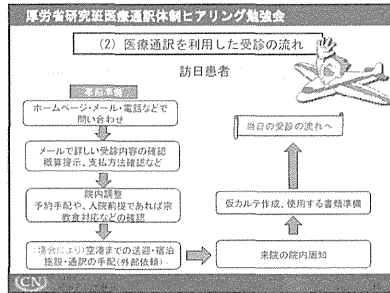 厚労省研究班医療通訳体制ヒアリング勉強会
(2) 医療通訳を利用した受診の流れ
訪日患者
ホームページ・メール・電話などで
問い合わせ
メールで詳しい受診内容の確認
概算提示、支払方法確認など
院内調整
予約手配や、入院前提であれば宗
教食対応などの確認
(場合により)空港までの送迎・宿泊
施設・通訳の手配(外部依頼)
来院の院内周知
仮カルテ作成、使用する書類準備
当日の受診の流れへ
CN